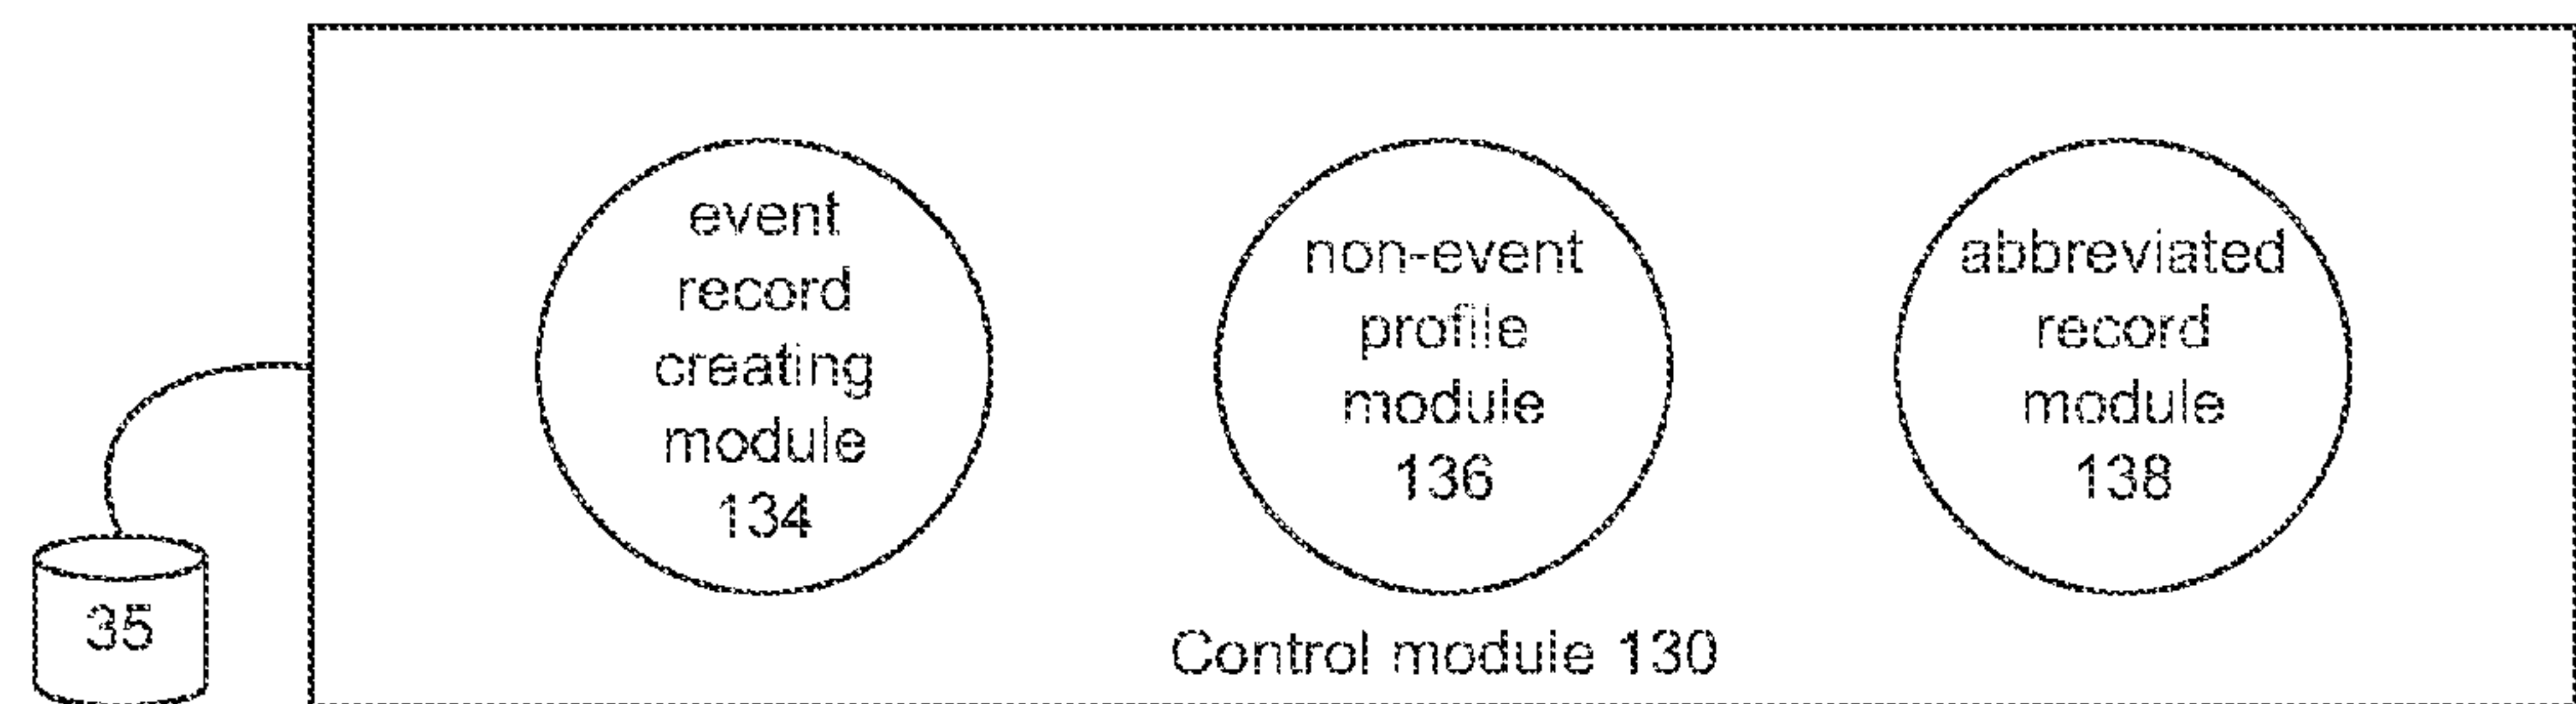 event
record
creating
module
134
non-event
profile
module
136
abbreviated
record
module
138
35
Control module 130